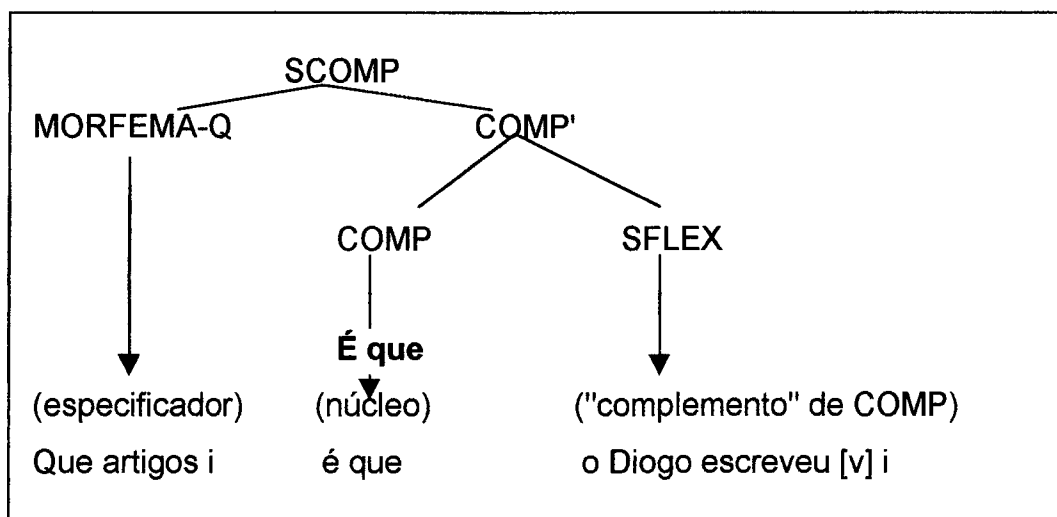 SCOMP
MORFEMA-Q COMP'
COMP SFLEX
É que
(especificador) (núcleo) ("complemento" de COMP)
Que artigos i é que o Diogo escreveu [v] i